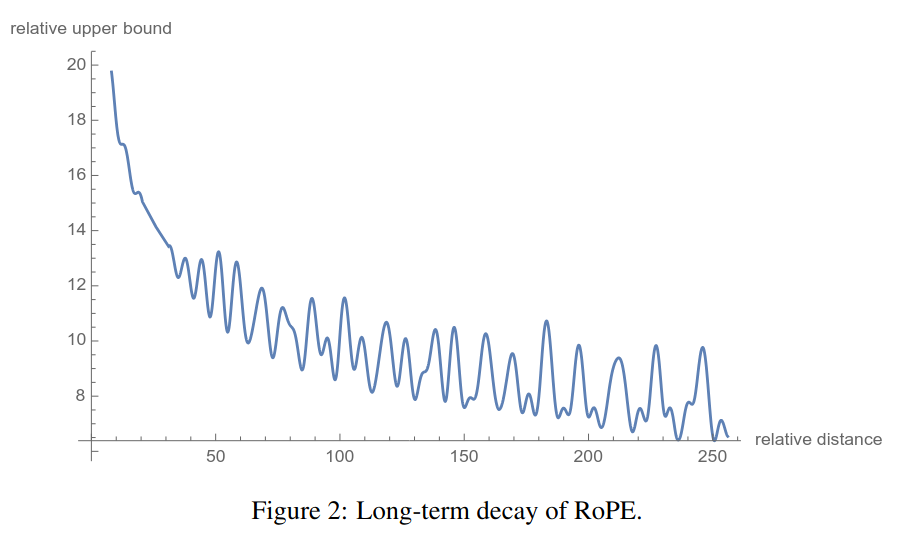 relative upper bound
20
18
16
14
12
10
8
50 100 150 200 250 relative distance
Figure 2: Long-term decay of RoPE.